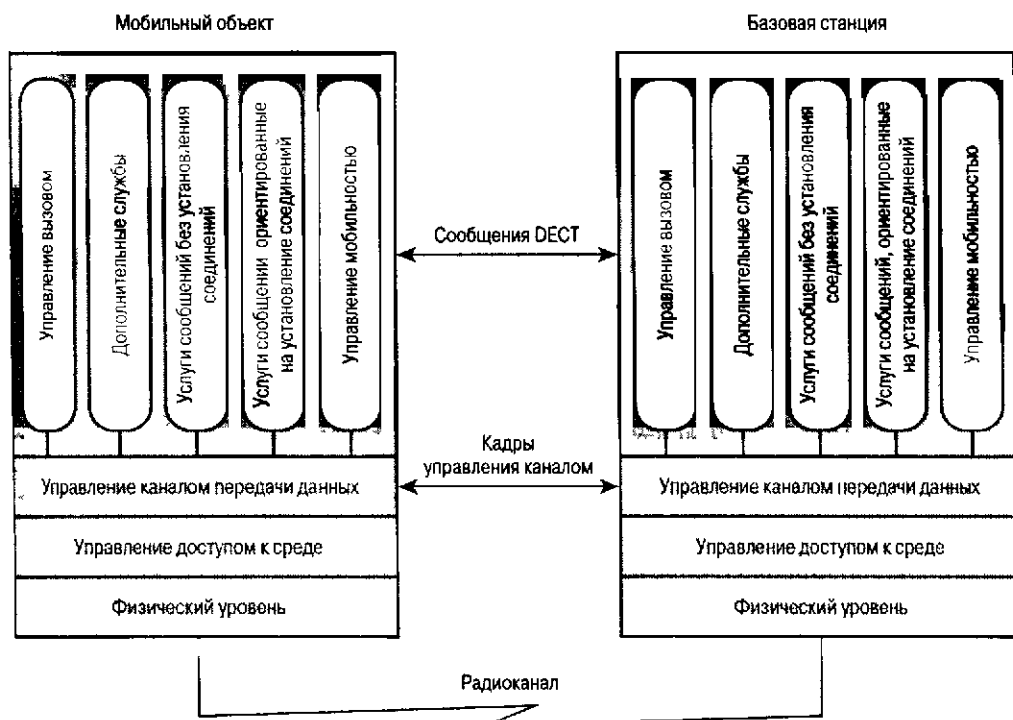 Мобильный объект
Базовая станция
Управление вызовом
Дополнительные службы
Услуги сообщений без установления
соединений
Услуги сообщении ориентированные
на установление соединений
Управление мобильностью
Сообщения DECT
Управление вызовом
Дополнительные службы
Услуги сообщений без установления
соединений
Услуги сообщений, ориентированные
на установление соединений
Управление мобильностью
Кадры
управления каналом
Управление каналом передачи данных
Управление каналом передачи данных
Управление доступом к среде
Управление доступом к среде
Физический уровень
Физический уровень
Радиоканал